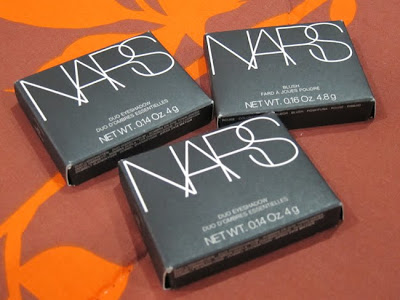 NARS
DUO EYESHADOW
DUO D'OMBRES ESSENTIELLES
NET WT. 0.14 Oz. 4 g
NARS
BLUSH
FARD À JOUES POUDRE
NET WT. 0.16 OZ. 4.8 g
NARS
DUO EYESHADOW
DUO D'OMBRES ESSENTIELLES
NET WT. 0.14 Oz. 4 g